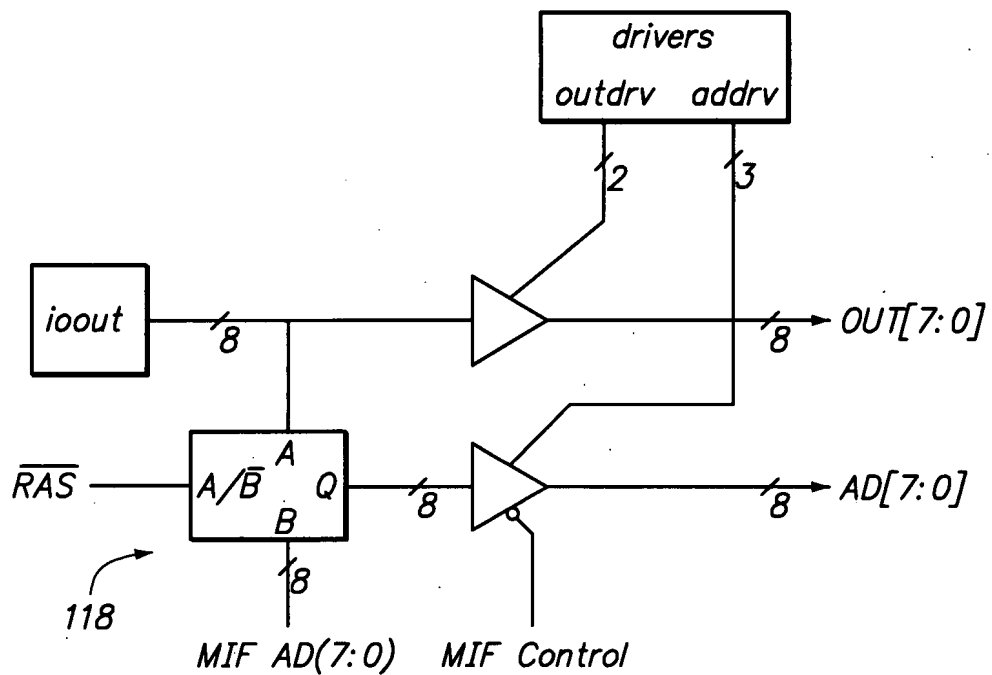 drivers
outdrv addrv
2 3
ioout
8
8
OUT[7:0]
R̅A̅S̅
A/B̅
A
Q
B
8
8
AD[7:0]
8
118
MIF AD(7:0)
MIF Control